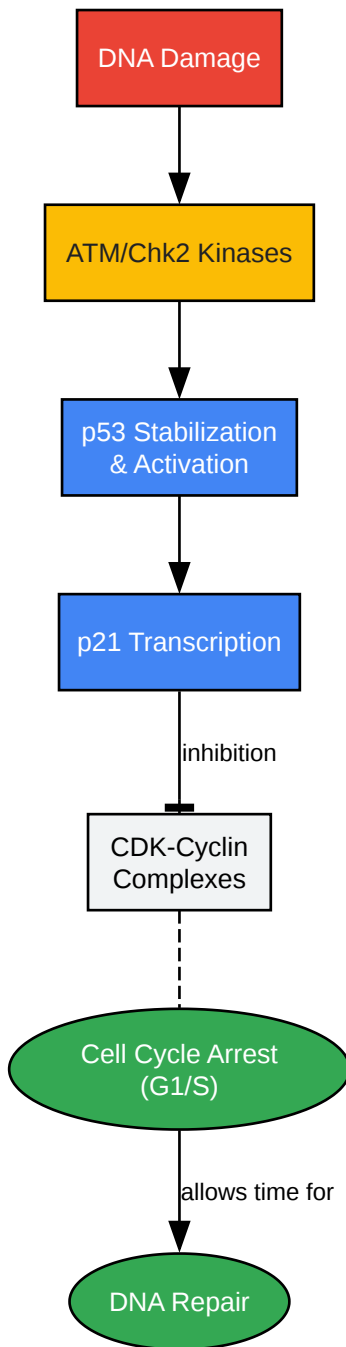 DNA Damage
ATM/Chk2 Kinases
p53 Stabilization
& Activation
p21 Transcription
inhibition
CDK-Cyclin
Complexes
Cell Cycle Arrest
(G1/S)
allows time for
DNA Repair